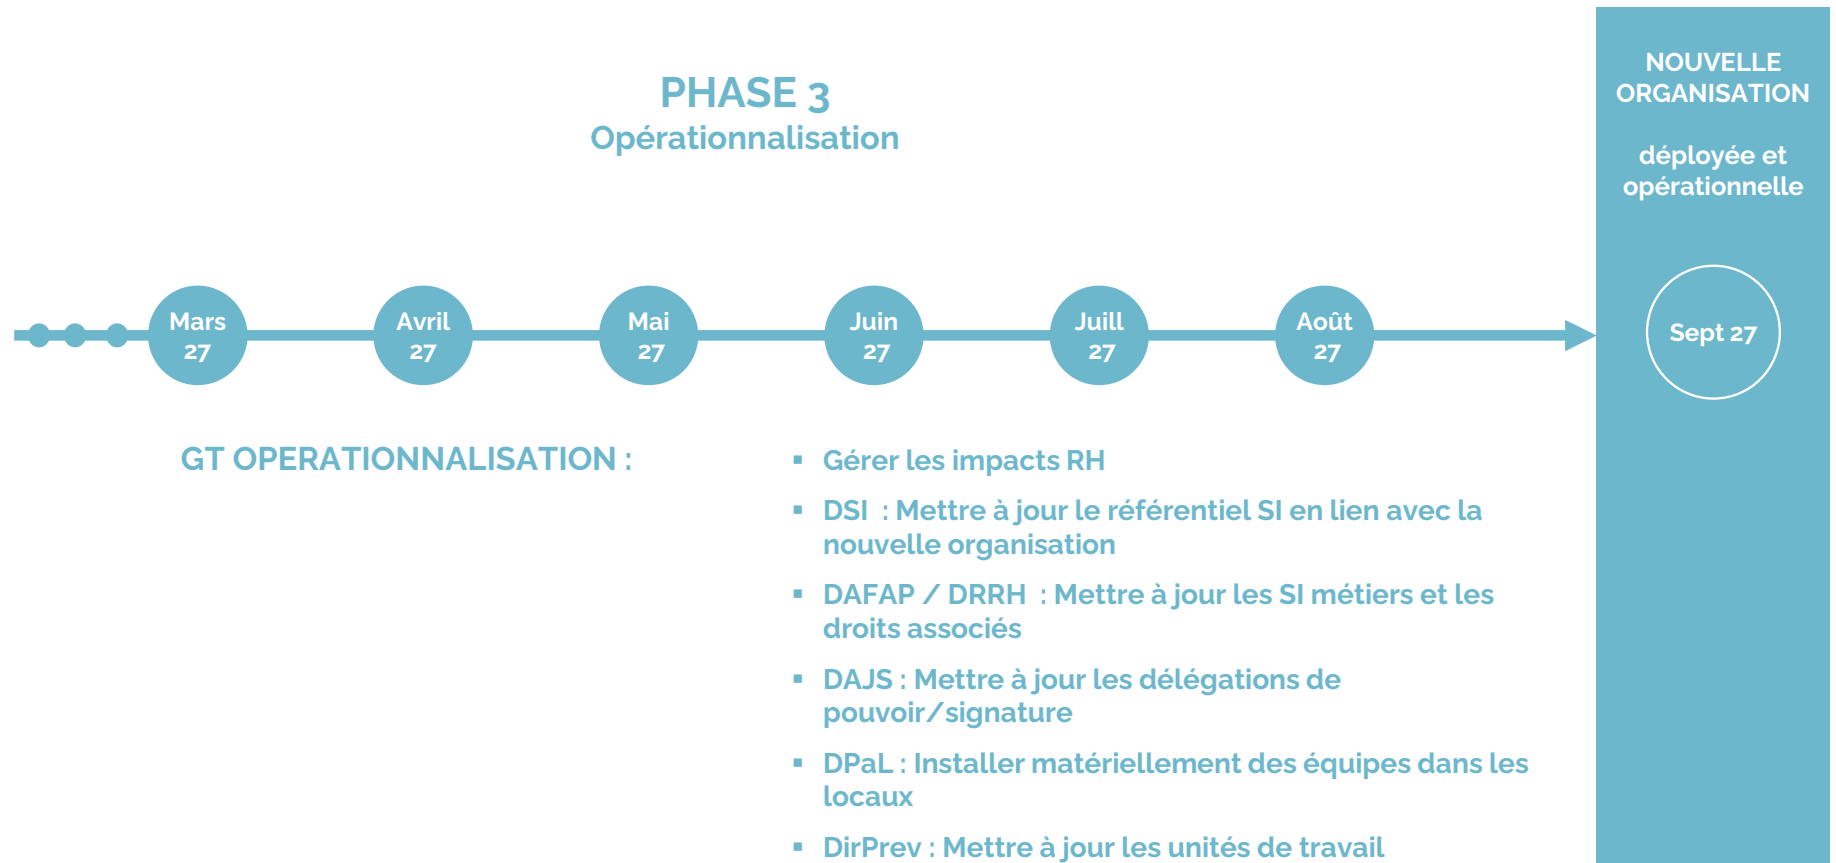 PHASE 3
Opérationnalisation
NOUVELLE
ORGANISATION
déployée et
opérationnelle
Mars
27
Avril
27
Mai
27
Juin
27
Juill
27
Août
27
Sept 27
GT OPERATIONNALISATION :
▪ Gérer les impacts RH
▪ DSI  : Mettre à jour le référentiel SI en lien avec la
nouvelle organisation
▪ DAFAP / DRRH  : Mettre à jour les SI métiers et les
droits associés
▪ DAJS : Mettre à jour les délégations de
pouvoir/signature
▪ DPaL : Installer matériellement des équipes dans les
locaux
▪ DirPrev : Mettre à jour les unités de travail